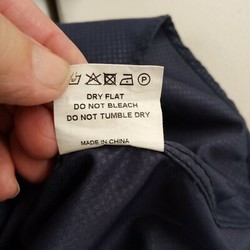 P
DRY FLAT
DO NOT BLEACH
DO NOT TUMBLE DRY
MADE IN CHINA